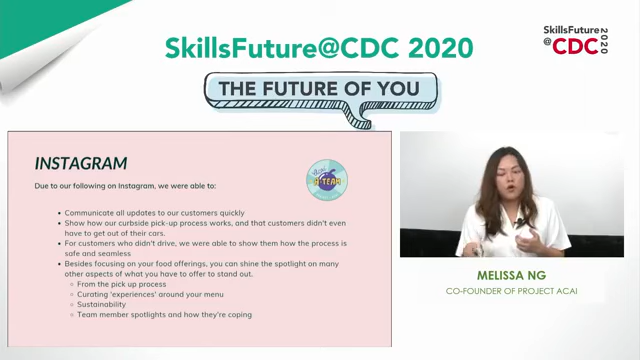 SkillsFuture@CDC 2020
SkillsFuture
@CDC
2020
THE FUTURE OF YOU
INSTAGRAM
Due to our following on Instagram, we were able to:
• Communicate all updates to our customers quickly
• Show how our curbside pick-up process works, and that customers didn't even
have to get out of their cars.
• For customers who didn't drive, we were able to show them how the process is
safe and seamless
• Besides focusing on your food offerings, you can shine the spotlight on many
other aspects of what you have to offer to stand out.
◦ From the pick up process
◦ Curating 'experiences' around your menu
◦ Sustainability
◦ Team member spotlights and how they're coping
MELISSA NG
CO-FOUNDER OF PROJECT ACAI